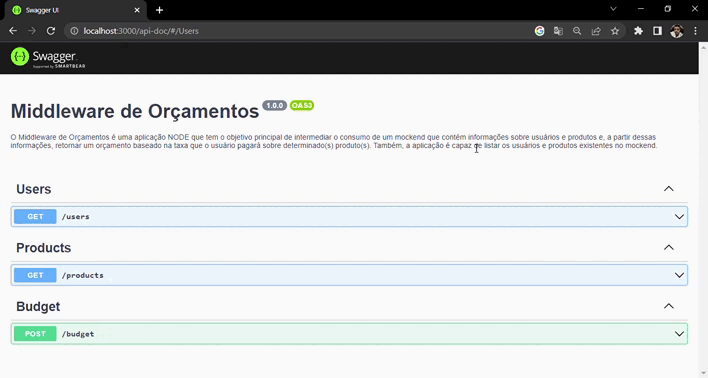 Swagger UI
localhost:3000/api-doc/#/Users
Swagger
Supported by SMARTBEAR
Middleware de Orçamentos 1.0.0 OAS3
O Middleware de Orçamentos é uma aplicação NODE que tem o objetivo principal de intermediar o consumo de um mockend que contém informações sobre usuários e produtos e, a partir dessas
informações, retornar um orçamento baseado na taxa que o usuário pagará sobre determinado(s) produto(s). Também, a aplicação é capaz de listar os usuários e produtos existentes no mockend.
Users
GET /users
Products
GET /products
Budget
POST /budget